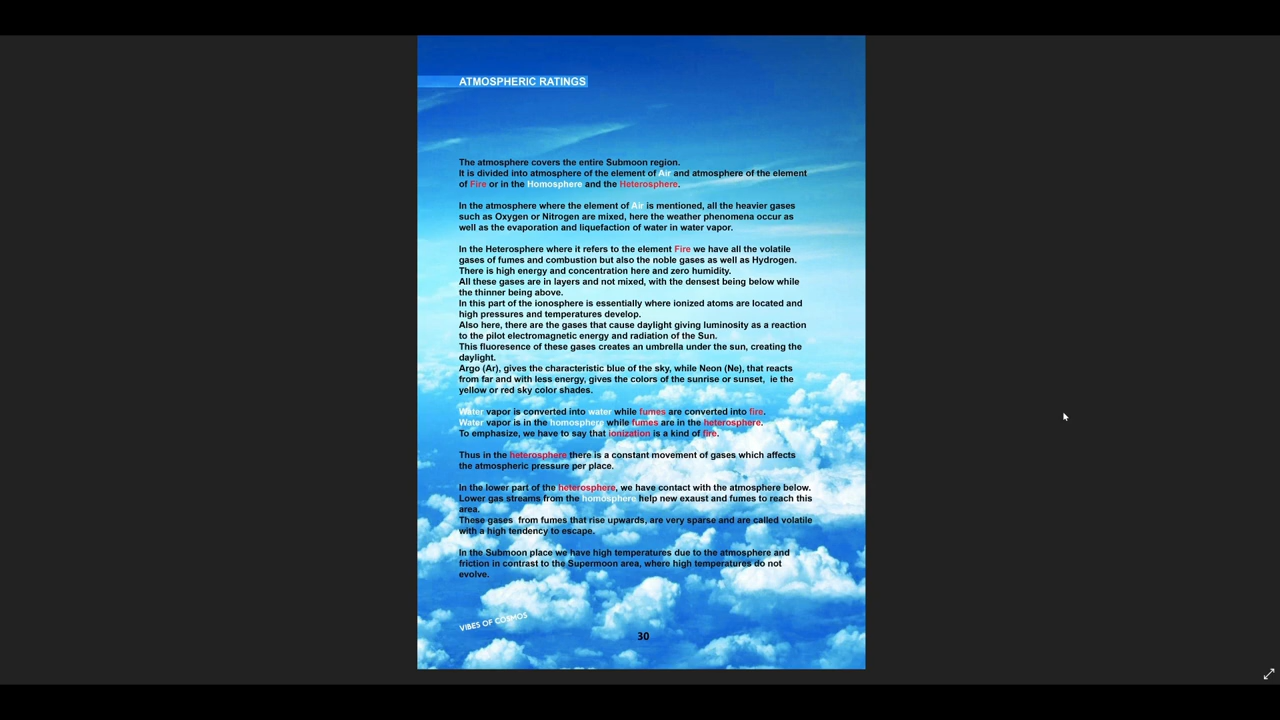 ATMOSPHERIC RATINGS
The atmosphere covers the entire Submoon region.
It is divided into atmosphere of the element of Air and atmosphere of the element
of Fire or in the Homosphere and the Heterosphere.
In the atmosphere where the element of Air is mentioned, all the heavier gases
such as Oxygen or Nitrogen are mixed, here the weather phenomena occur as
well as the evaporation and liquefaction of water in water vapor.
In the Heterosphere where it refers to the element Fire we have all the volatile
gases of fumes and combustion but also the noble gases as well as Hydrogen.
There is high energy and concentration here and zero humidity.
All these gases are in layers and not mixed, with the densest being below while
the thinner being above.
In this part of the ionosphere is essentially where ionized atoms are located and
high pressures and temperatures develop.
Also here, there are the gases that cause daylight giving luminosity as a reaction
to the pilot electromagnetic energy and radiation of the Sun.
This fluoresence of these gases creates an umbrella under the sun, creating the
daylight.
Argo (Ar), gives the characteristic blue of the sky, while Neon (Ne), that reacts
from far and with less energy, gives the colors of the sunrise or sunset, ie the
yellow or red sky color shades.
Water vapor is converted into water while fumes are converted into fire.
Water vapor is in the homosphere while fumes are in the heterosphere.
To emphasize, we have to say that ionization is a kind of fire.
Thus in the heterosphere there is a constant movement of gases which affects
the atmospheric pressure per place.
In the lower part of the heterosphere, we have contact with the atmosphere below.
Lower gas streams from the homosphere help new exaust and fumes to reach this
area.
These gases from fumes that rise upwards, are very sparse and are called volatile
with a high tendency to escape.
In the Submoon place we have high temperatures due to the atmosphere and
friction in contrast to the Supermoon area, where high temperatures do not
evolve.
VIBES OF COSMOS
30